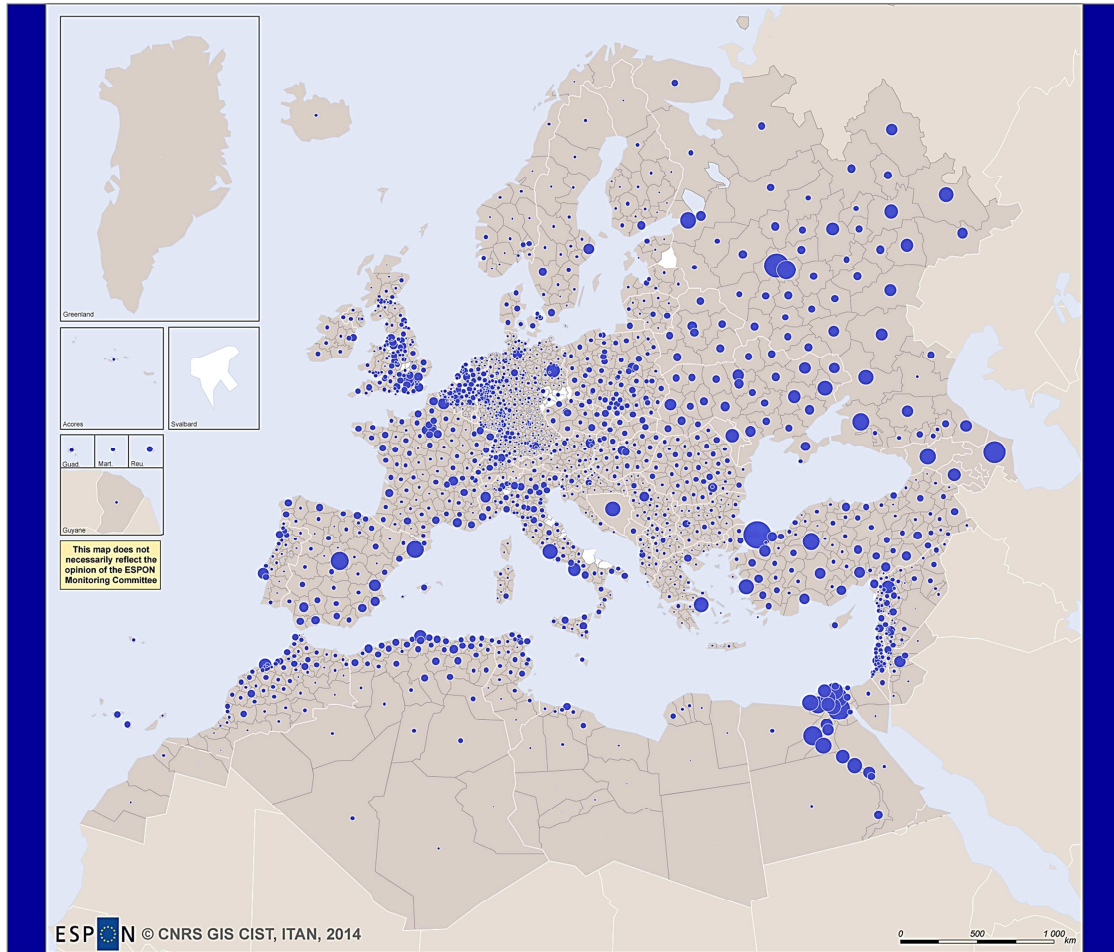 Greenland
Acores
Svalbard
Guad.
Mart.
Reu.
Guyane
This map does not
necessarily reflect the
opinion of the ESPON
Monitoring Committee
ESPON © CNRS GIS CIST, ITAN, 2014
0 500 1 000
km